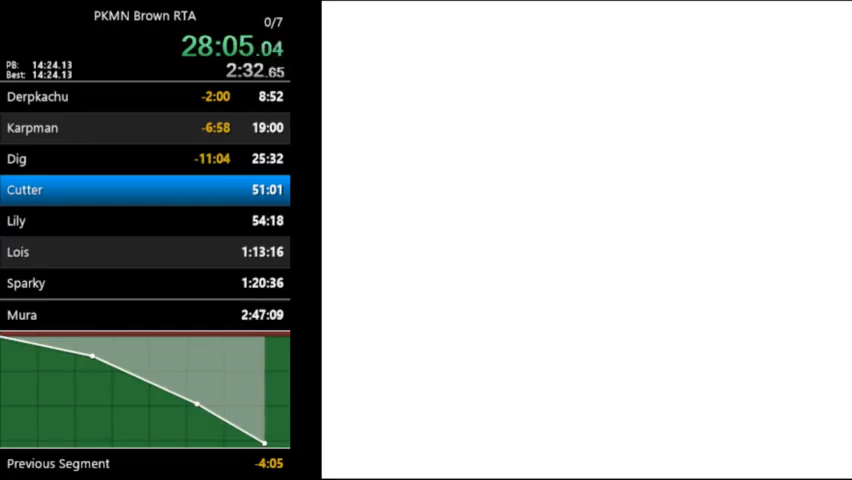 PKMN Brown RTA
0/7
28:05.04
PB: 14:24.13
Best: 14:24.13
2:32.65
Derpkachu -2:00 8:52
Karpman -6:58 19:00
Dig -11:04 25:32
Cutter 51:01
Lily 54:18
Lois 1:13:16
Sparky 1:20:36
Mura 2:47:09
Previous Segment -4:05